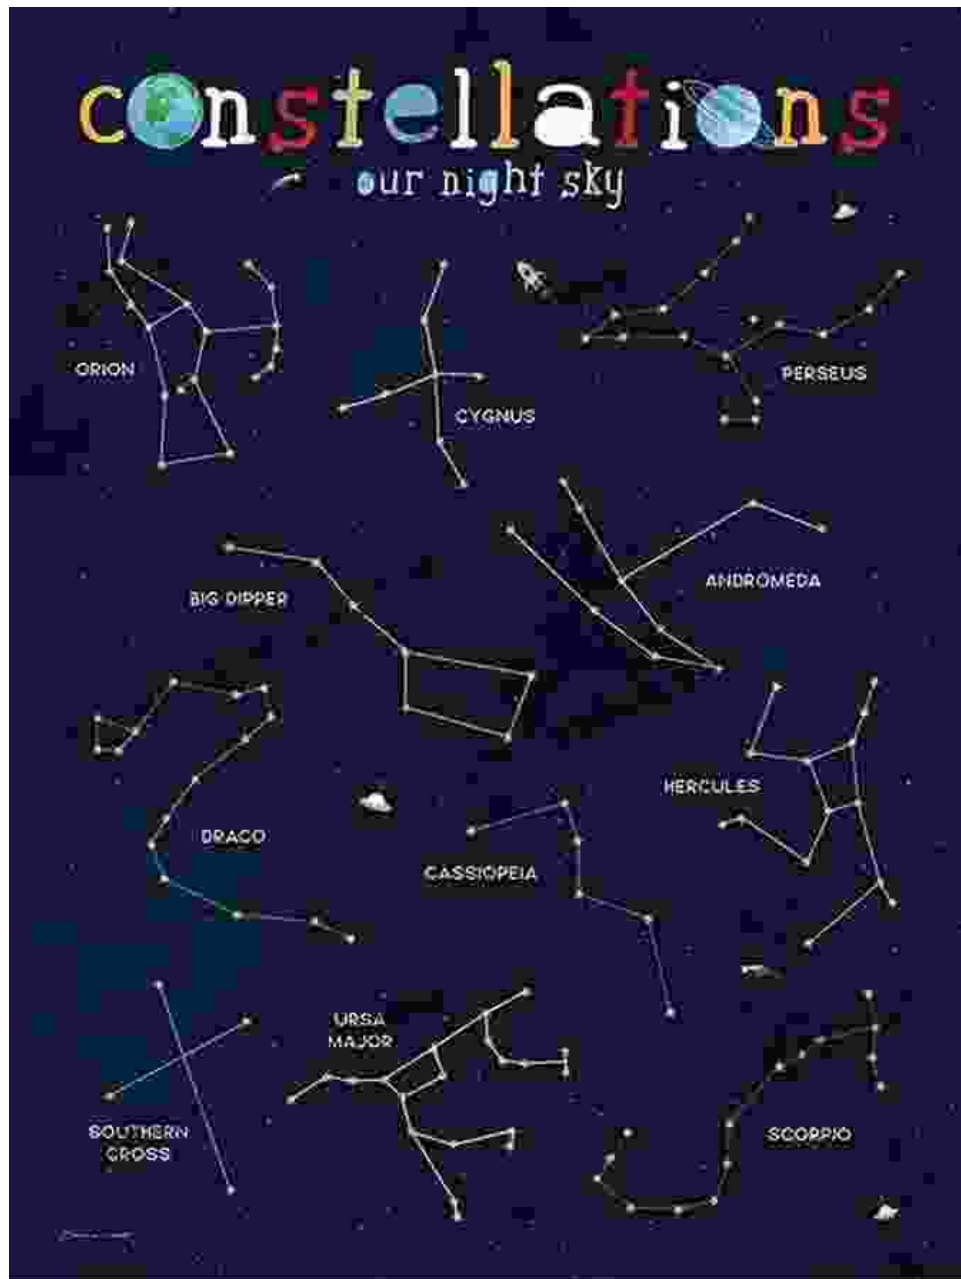 constellations
our night sky
ORION
CYGNUS
PERSEUS
BIG DIPPER
ANDROMEDA
DRACO
CASSIOPEIA
HERCULES
SOUTHERN
CROSS
URSA
MAJOR
SCORPIO